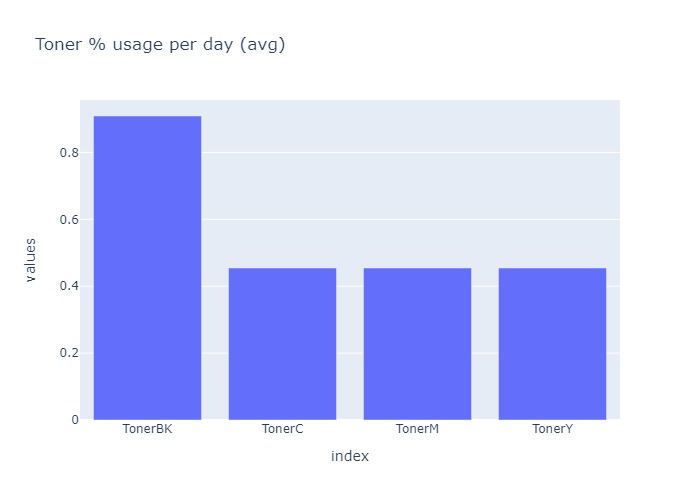 Toner % usage per day (avg)
0.8
0.6
values
0.4
0.2
0
TonerBK TonerC TonerM TonerY
index